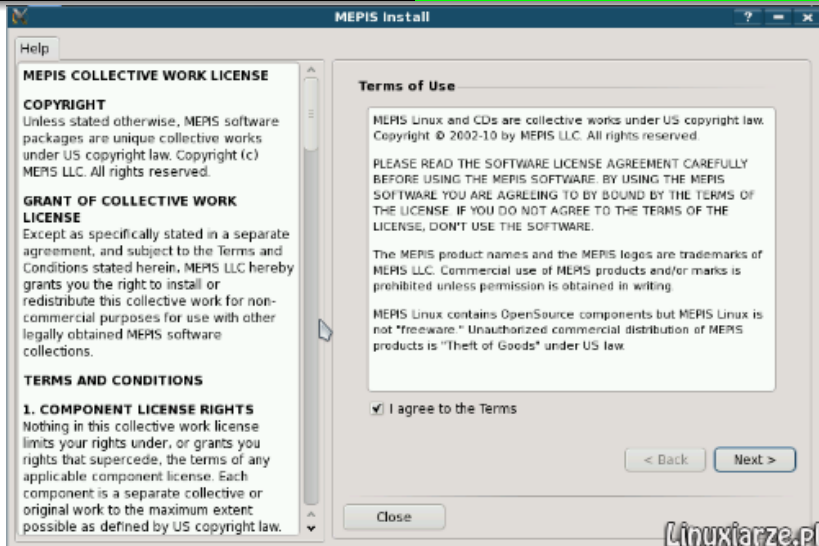 MEPIS Install
Help
MEPIS COLLECTIVE WORK LICENSE
COPYRIGHT
Unless stated otherwise, MEPIS software
packages are unique collective works
under US copyright law. Copyright (c)
MEPIS LLC. All rights reserved.
GRANT OF COLLECTIVE WORK
LICENSE
Except as specifically stated in a separate
agreement, and subject to the Terms and
Conditions stated herein, MEPIS LLC hereby
grants you the right to install or
redistribute this collective work for non-
commercial purposes for use with other
legally obtained MEPIS software
collections.
TERMS AND CONDITIONS
1. COMPONENT LICENSE RIGHTS
Nothing in this collective work license
limits your rights under, or grants you
rights that supercede, the terms of any
applicable component license. Each
component is a separate collective or
original work to the maximum extent
possible as defined by US copyright law.
Terms of Use
MEPIS Linux and CDs are collective works under US copyright law.
Copyright © 2002-10 by MEPIS LLC. All rights reserved.
PLEASE READ THE SOFTWARE LICENSE AGREEMENT CAREFULLY
BEFORE USING THE MEPIS SOFTWARE. BY USING THE MEPIS
SOFTWARE YOU ARE AGREEING TO BY BOUND BY THE TERMS OF
THE LICENSE. IF YOU DO NOT AGREE TO THE TERMS OF THE
LICENSE, DON'T USE THE SOFTWARE.
The MEPIS product names and the MEPIS logos are trademarks of
MEPIS LLC. Commercial use of MEPIS products and/or marks is
prohibited unless permission is obtained in writing.
MEPIS Linux contains OpenSource components but MEPIS Linux is
not "freeware." Unauthorized commercial distribution of MEPIS
products is "Theft of Goods" under US law.
I agree to the Terms
< Back
Next >
Close
Linuxiarze.pl